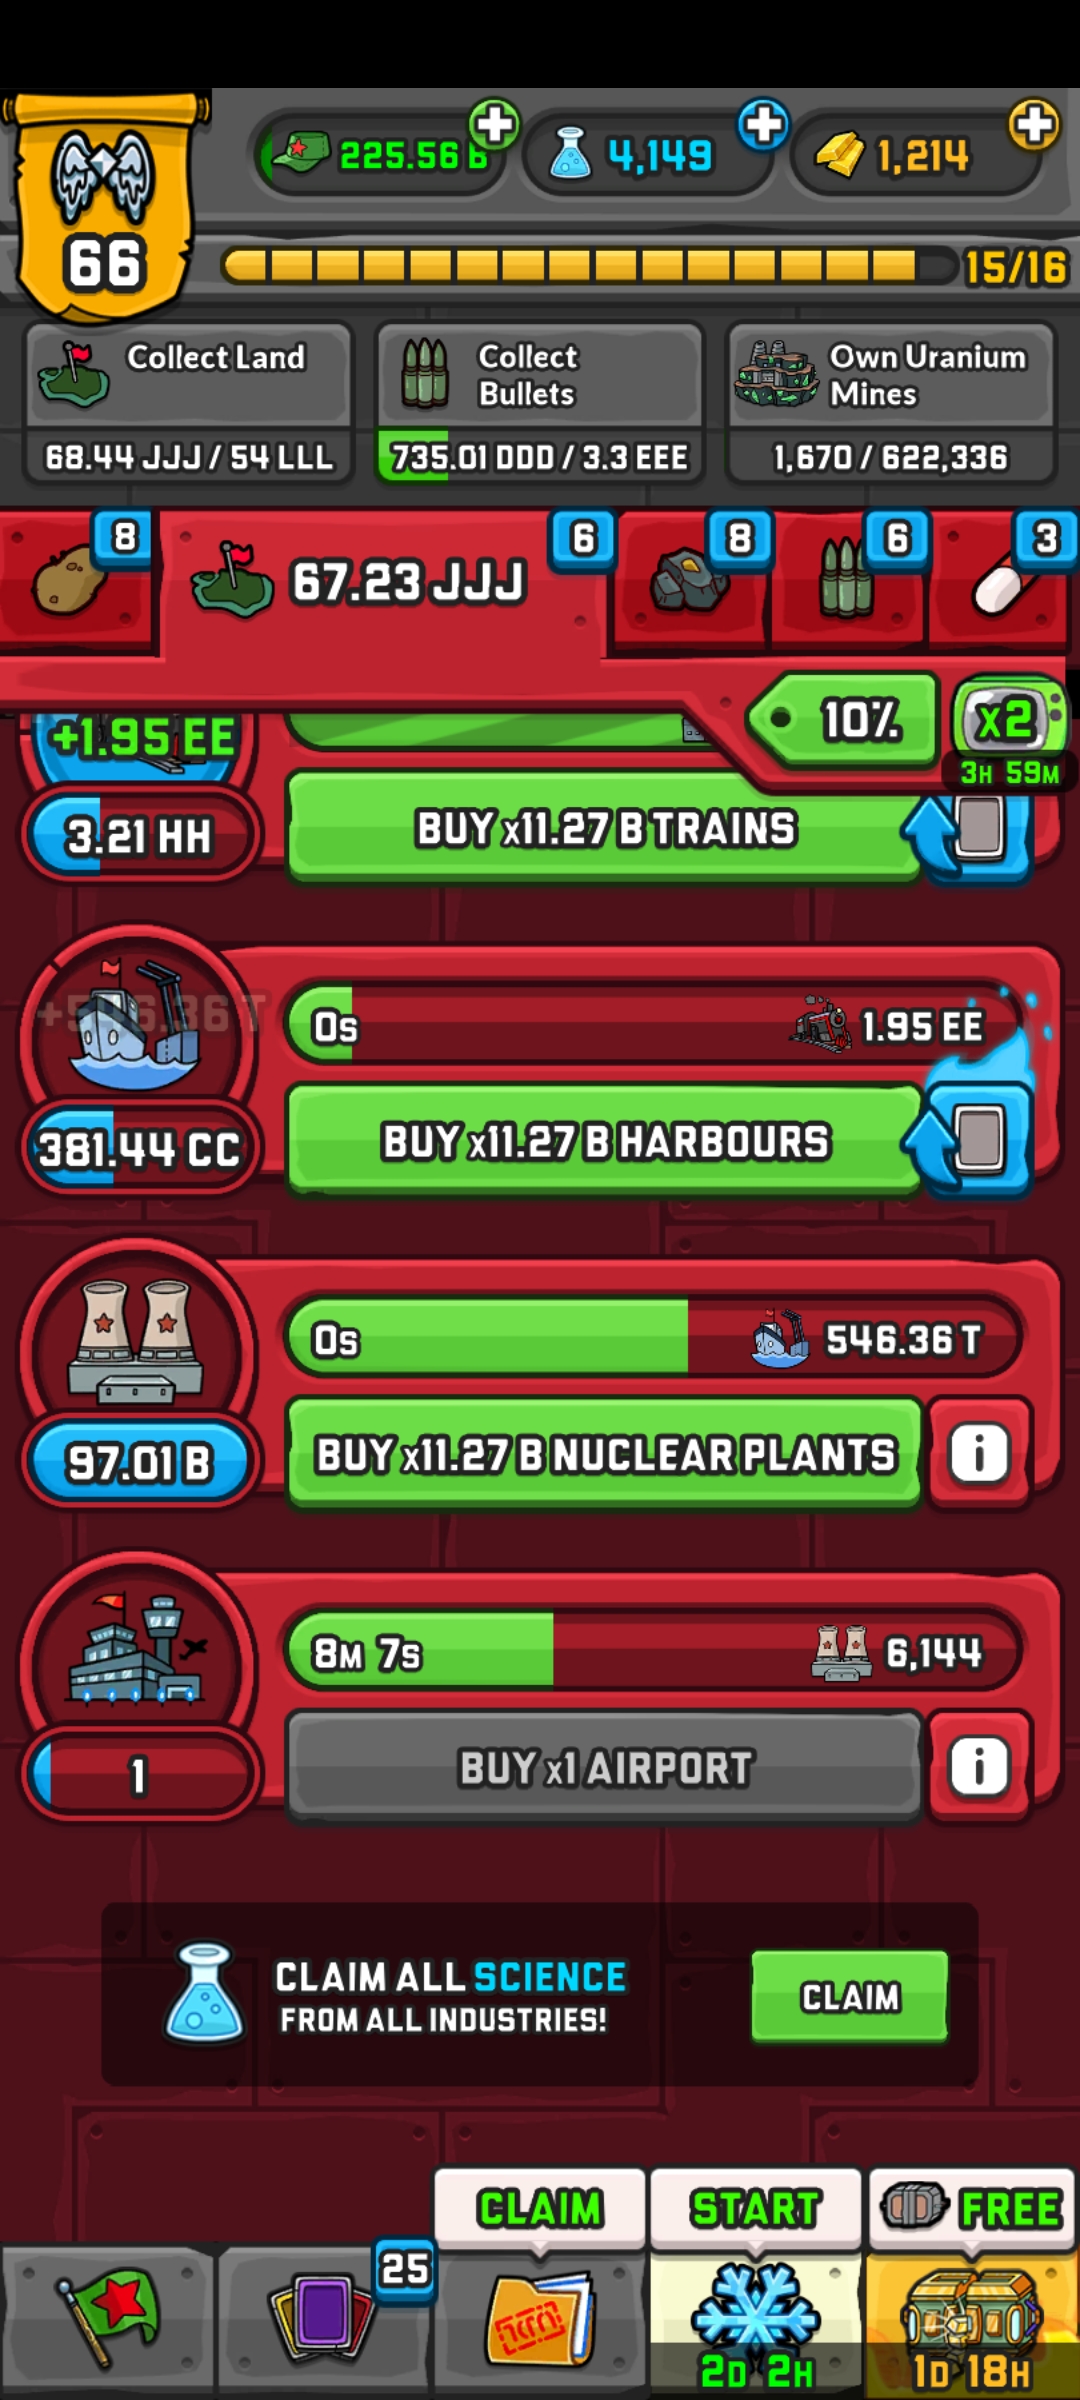 225.56 B
4,149
1,214
66
15/16
Collect Land
68.44 JJJ / 54 LLL
Collect
Bullets
735.01 DDD / 3.3 EEE
Own Uranium
Mines
1,670 / 622,336
8
67.23 JJJ
6
8
6
3
10%
x2
3H 59M
+1.95 EE
3.21 HH
BUY x11.27 B TRAINS
+546.36 T
0s
1.95 EE
381.44 CC
BUY x11.27 B HARBOURS
0s
546.36 T
97.01 B
BUY x11.27 B NUCLEAR PLANTS
i
8M 7s
6,144
1
BUY x1 AIRPORT
i
CLAIM ALL SCIENCE
FROM ALL INDUSTRIES!
CLAIM
CLAIM
START
FREE
25
2D 2H
1D 18H